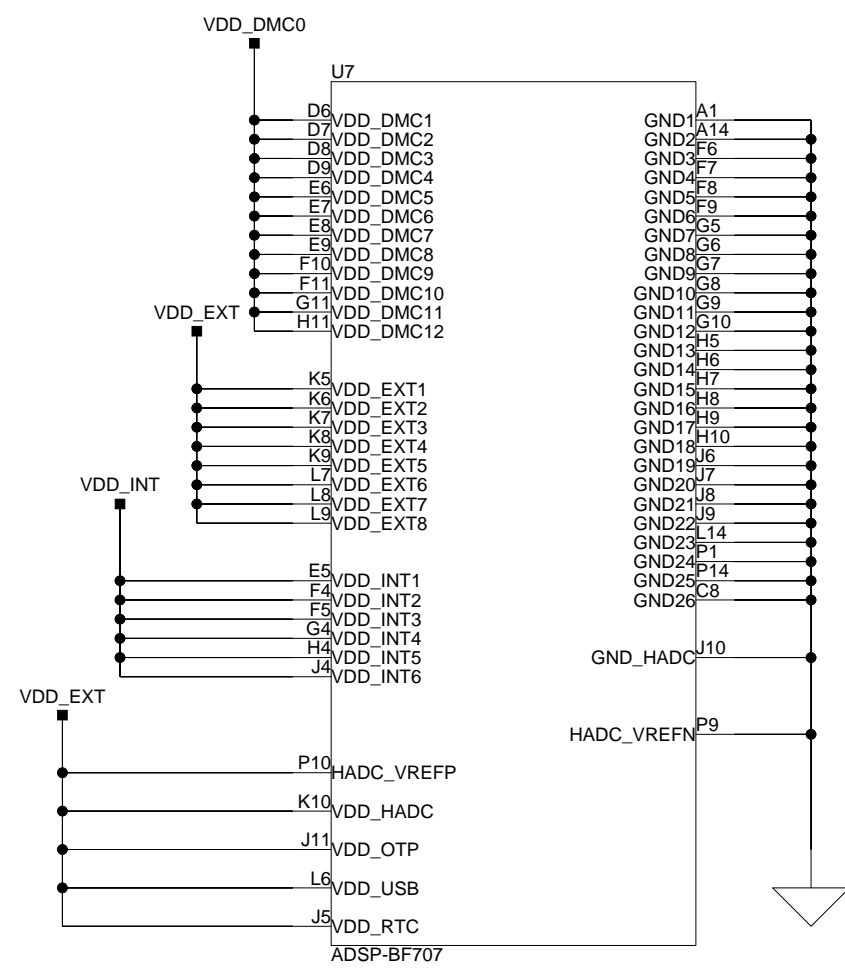 VDD_DMC0
U7
D6 VDD_DMC1 GND1 A1
D7 VDD_DMC2 GND2 A14
D8 VDD_DMC3 GND3 F6
D9 VDD_DMC4 GND4 F7
E6 VDD_DMC5 GND5 F8
E7 VDD_DMC6 GND6 F9
E8 VDD_DMC7 GND7 G5
E9 VDD_DMC8 GND8 G6
F10 VDD_DMC9 GND9 G7
F11 VDD_DMC10 GND10 G8
VDD_EXT G11 VDD_DMC11 GND11 G9
H11 VDD_DMC12 GND12 G10
GND13 H5
GND14 H6
K5 VDD_EXT1 GND15 H7
K6 VDD_EXT2 GND16 H8
K7 VDD_EXT3 GND17 H9
K8 VDD_EXT4 GND18 H10
K9 VDD_EXT5 GND19 J6
VDD_INT L7 VDD_EXT6 GND20 J7
L8 VDD_EXT7 GND21 J8
L9 VDD_EXT8 GND22 J9
GND23 L14
GND24 P1
E5 VDD_INT1 GND25 P14
F4 VDD_INT2 GND26 C8
F5 VDD_INT3
G4 VDD_INT4
H4 VDD_INT5 GND_HADC J10
J4 VDD_INT6
VDD_EXT
HADC_VREFN P9
P10 HADC_VREFP
K10 VDD_HADC
J11 VDD_OTP
L6 VDD_USB
J5 VDD_RTC
ADSP-BF707